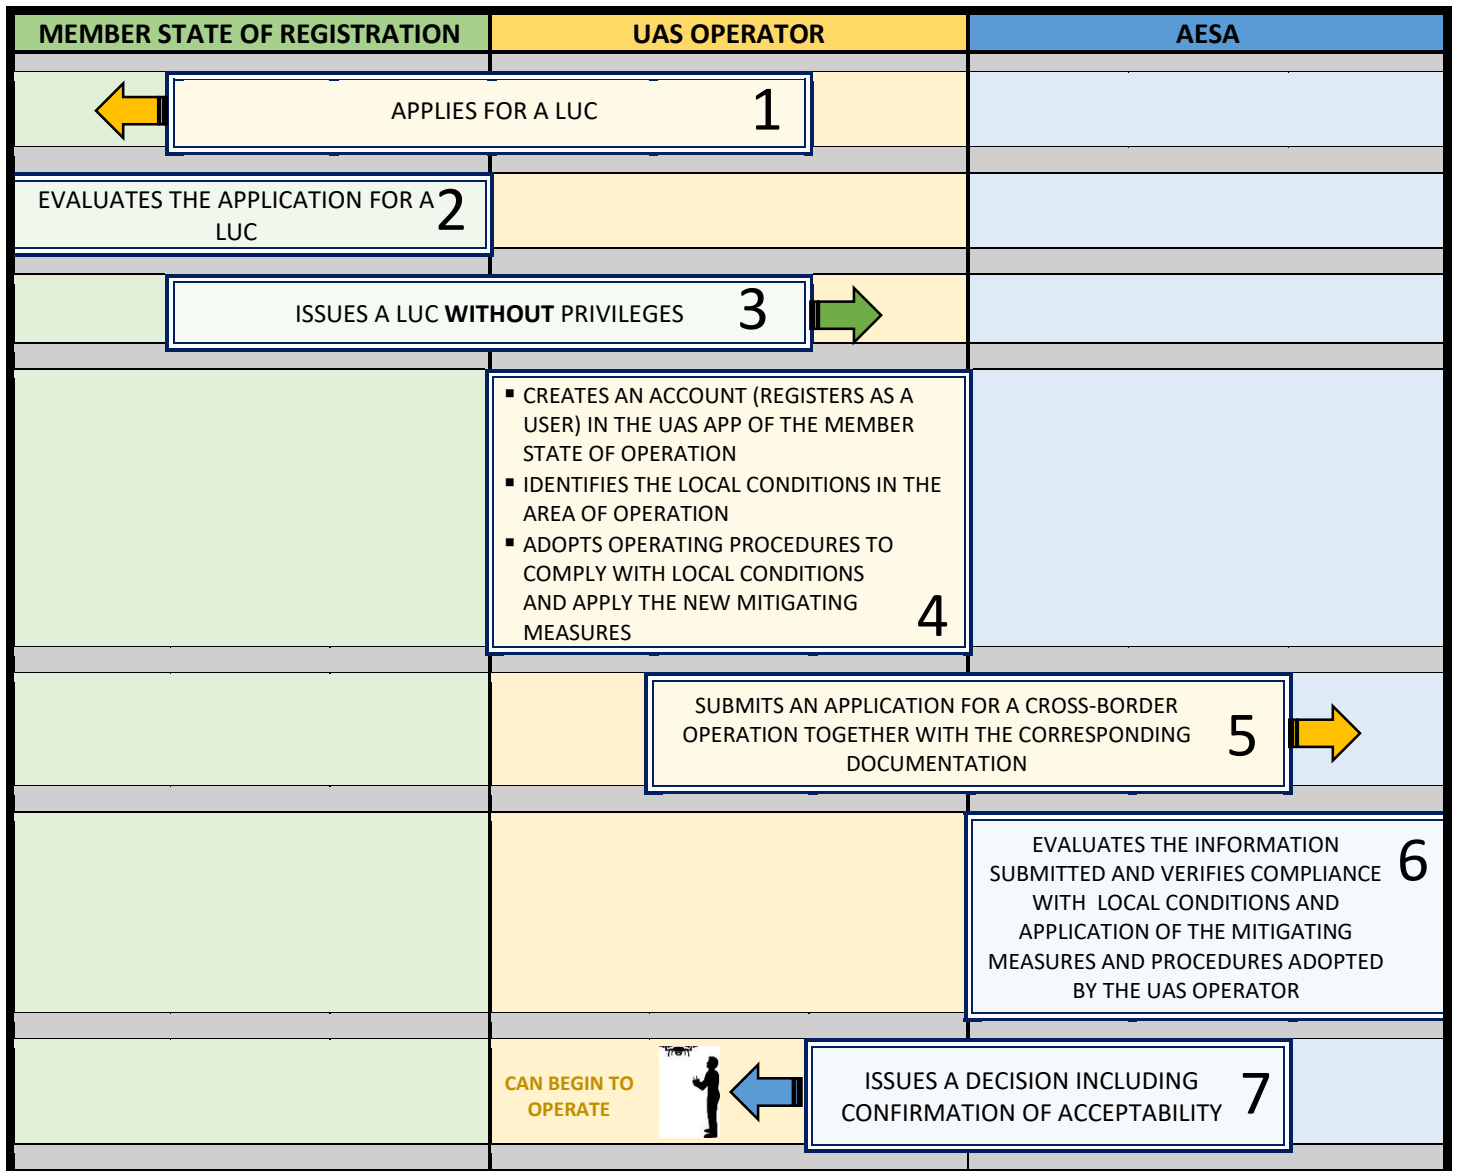 MEMBER STATE OF REGISTRATION
UAS OPERATOR
AESA
APPLIES FOR A LUC
1
EVALUATES THE APPLICATION FOR A
LUC
2
ISSUES A LUC WITHOUT PRIVILEGES
3
▪ CREATES AN ACCOUNT (REGISTERS AS A
USER) IN THE UAS APP OF THE MEMBER
STATE OF OPERATION
▪ IDENTIFIES THE LOCAL CONDITIONS IN THE
AREA OF OPERATION
▪ ADOPTS OPERATING PROCEDURES TO
COMPLY WITH LOCAL CONDITIONS
AND APPLY THE NEW MITIGATING
MEASURES
4
SUBMITS AN APPLICATION FOR A CROSS-BORDER
OPERATION TOGETHER WITH THE CORRESPONDING
DOCUMENTATION
5
EVALUATES THE INFORMATION
SUBMITTED AND VERIFIES COMPLIANCE
WITH LOCAL CONDITIONS AND
APPLICATION OF THE MITIGATING
MEASURES AND PROCEDURES ADOPTED
BY THE UAS OPERATOR
6
CAN BEGIN TO
OPERATE
ISSUES A DECISION INCLUDING
CONFIRMATION OF ACCEPTABILITY
7